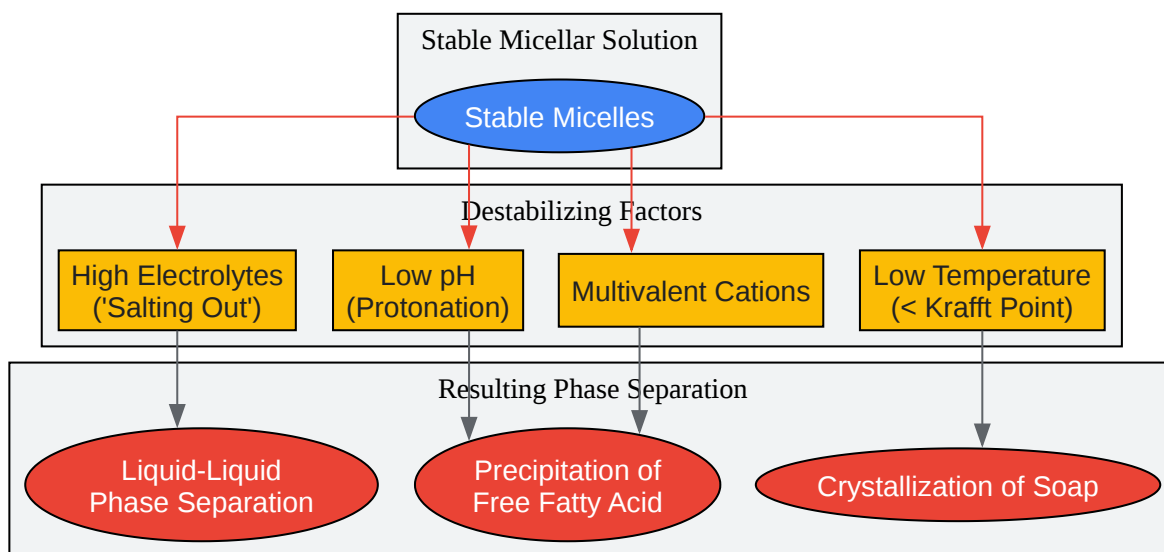 Stable Micellar Solution
Stable Micelles
Destabilizing Factors
High Electrolytes
('Salting Out')
Low pH
(Protonation)
Multivalent Cations
Low Temperature
(< Krafft Point)
Resulting Phase Separation
Liquid-Liquid
Phase Separation
Precipitation of
Free Fatty Acid
Crystallization of Soap